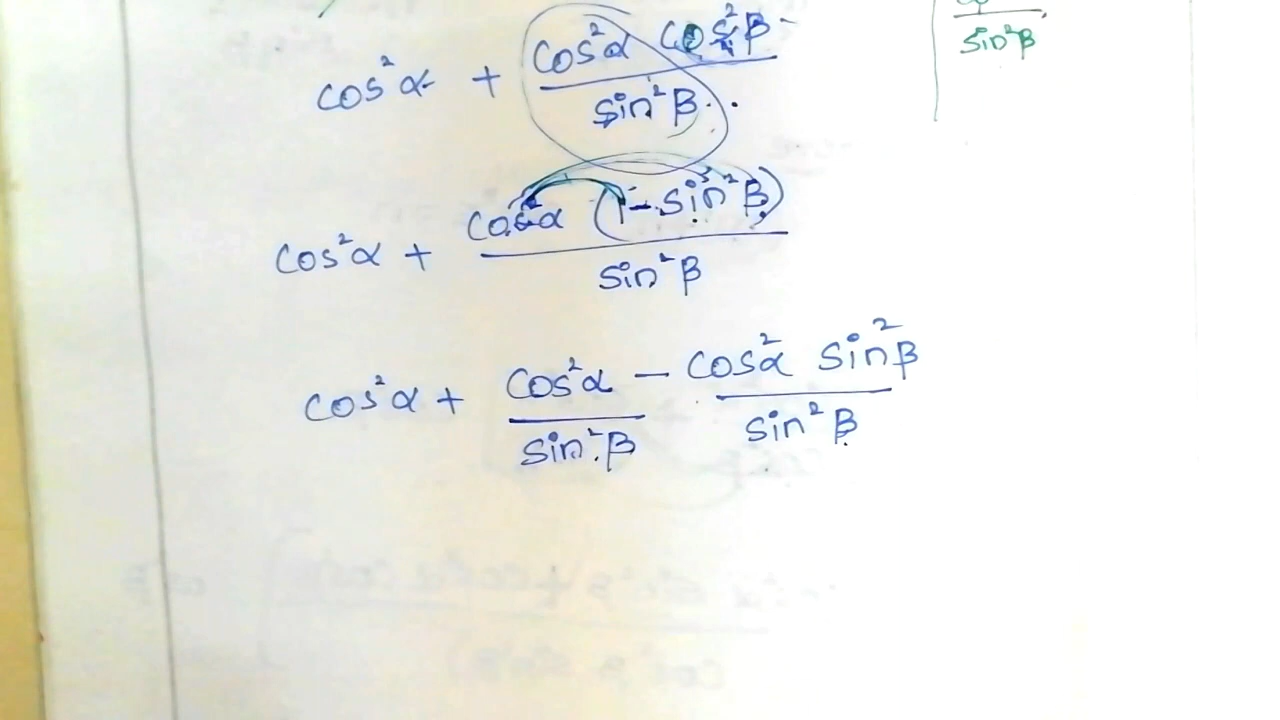 cos²α + cos²α cos²β / sin²β
sin²β
cos²α + cos²α (1 - sin²β) / sin²β
cos²α + cos²α / sin²β - cos²α sin²β / sin²β